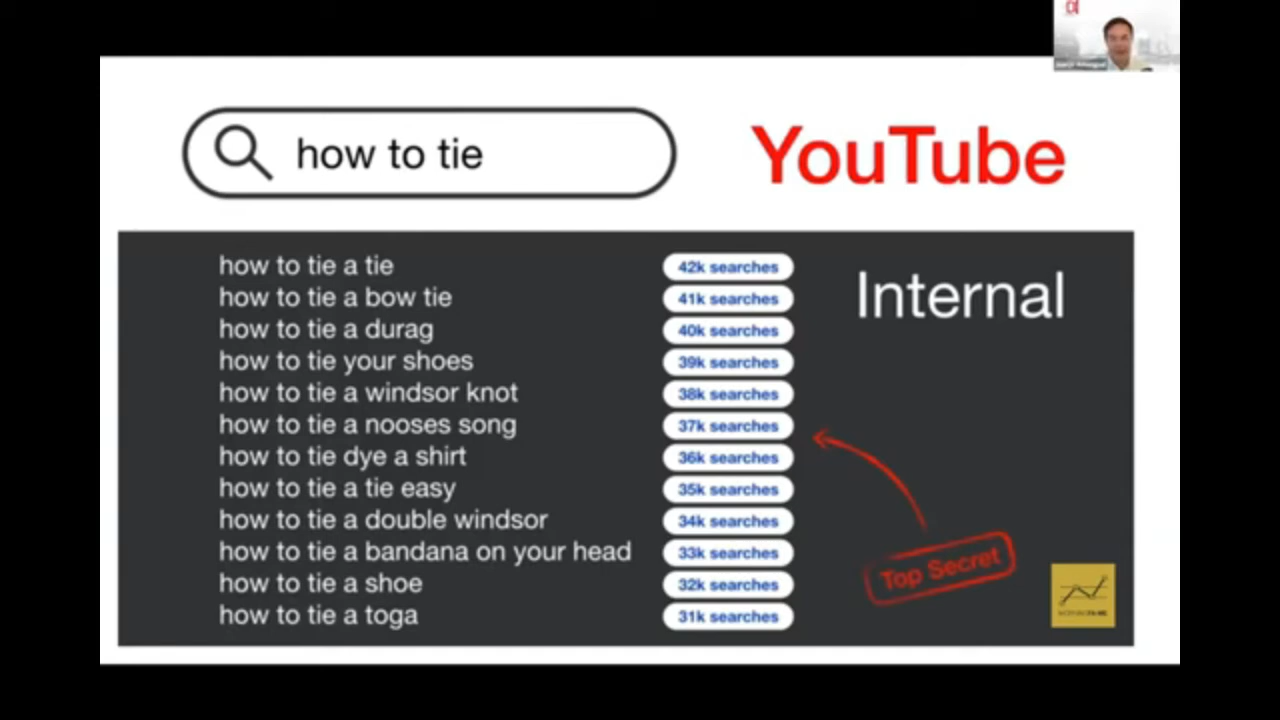 how to tie
YouTube
Internal
how to tie a tie 42k searches
how to tie a bow tie 41k searches
how to tie a durag 40k searches
how to tie your shoes 39k searches
how to tie a windsor knot 38k searches
how to tie a nooses song 37k searches
how to tie dye a shirt 36k searches
how to tie a tie easy 35k searches
how to tie a double windsor 34k searches
how to tie a bandana on your head 33k searches
how to tie a shoe 32k searches
how to tie a toga 31k searches
Top Secret